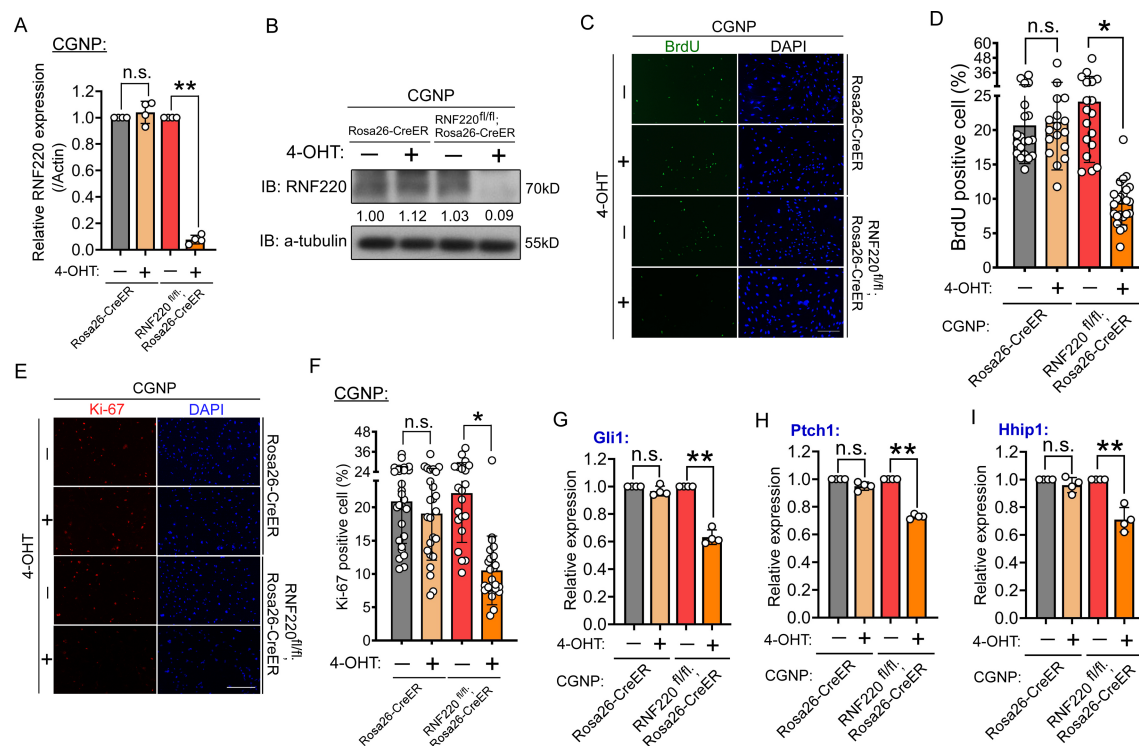 A
CGNP:
n.s.
**
Relative RNF220 expression
(/Actin)
1.2
1.0
0.8
0.6
0.4
0.2
0.0
4-OHT:
— + — +
Rosa26-CreER
RNF220 fl/fl;
Rosa26-CreER
B
CGNP
Rosa26-CreER
RNF220fl/fl;
Rosa26-CreER
4-OHT: — + — +
IB: RNF220
70kD
1.00 1.12 1.03 0.09
IB: a-tubulin
55kD
C
CGNP
BrdU
DAPI
4-OHT
— + — +
Rosa26-CreER
RNF220fl/fl;
Rosa26-CreER
D
n.s.
*
BrdU positive cell (%)
60
48
36
25
20
15
10
5
0
4-OHT:
— + — +
CGNP:
Rosa26-CreER
RNF220 fl/fl;
Rosa26-CreER
E
CGNP
Ki-67
DAPI
4-OHT
— + — +
Rosa26-CreER
RNF220fl/fl;
Rosa26-CreER
F
CGNP:
n.s.
*
Ki-67 positive cell (%)
48
36
24
20
15
10
5
0
4-OHT: — + — +
Rosa26-CreER
RNF220 fl/fl;
Rosa26-CreER
G
Gli1:
n.s.
**
Relative expression
1.2
1.0
0.8
0.6
0.4
0.2
0.0
4-OHT:
— + — +
CGNP:
Rosa26-CreER
RNF220 fl/fl;
Rosa26-CreER
H
Ptch1:
n.s.
**
Relative expression
1.2
1.0
0.8
0.6
0.4
0.2
0.0
4-OHT:
— + — +
CGNP:
Rosa26-CreER
RNF220 fl/fl;
Rosa26-CreER
I
Hhip1:
n.s.
**
Relative expression
1.2
1.0
0.8
0.6
0.4
0.2
0.0
4-OHT:
— + — +
CGNP:
Rosa26-CreER
RNF220 fl/fl;
Rosa26-CreER